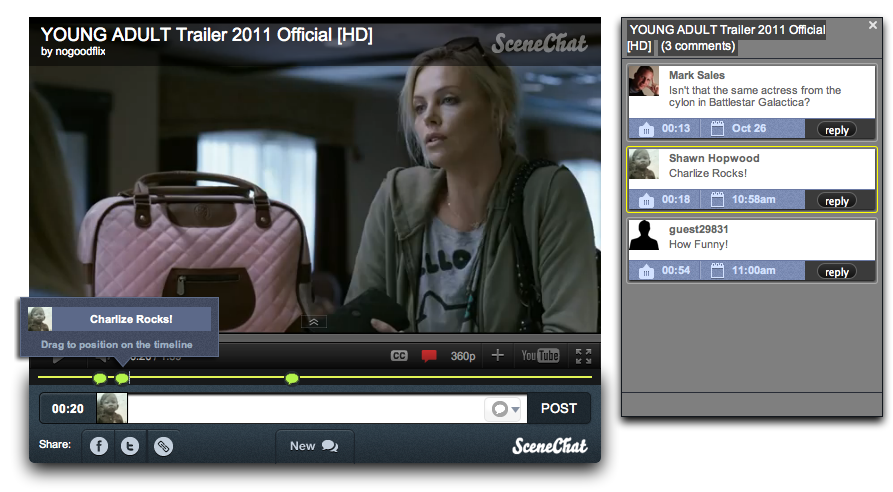 YOUNG ADULT Trailer 2011 Official [HD]
by nogoodflix
SceneChat
HELLO
Charlize Rocks!
Drag to position on the timeline
CC
360p
YouTube
00:20
POST
Share:
New
SceneChat
YOUNG ADULT Trailer 2011 Official
[HD] (3 comments)
Mark Sales
Isn't that the same actress from the
cylon in Battlestar Galactica?
00:13 Oct 26 reply
Shawn Hopwood
Charlize Rocks!
00:18 10:58am reply
guest29831
How Funny!
00:54 11:00am reply